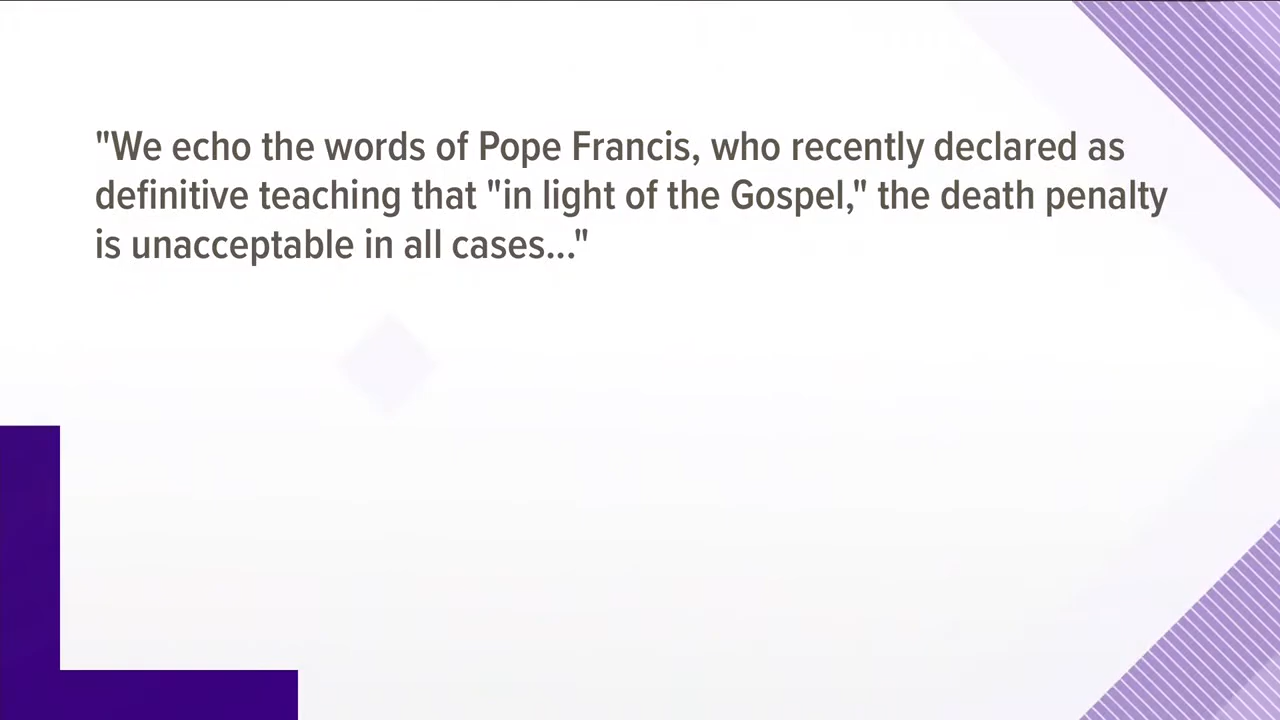 "We echo the words of Pope Francis, who recently declared as
definitive teaching that "in light of the Gospel," the death penalty
is unacceptable in all cases..."